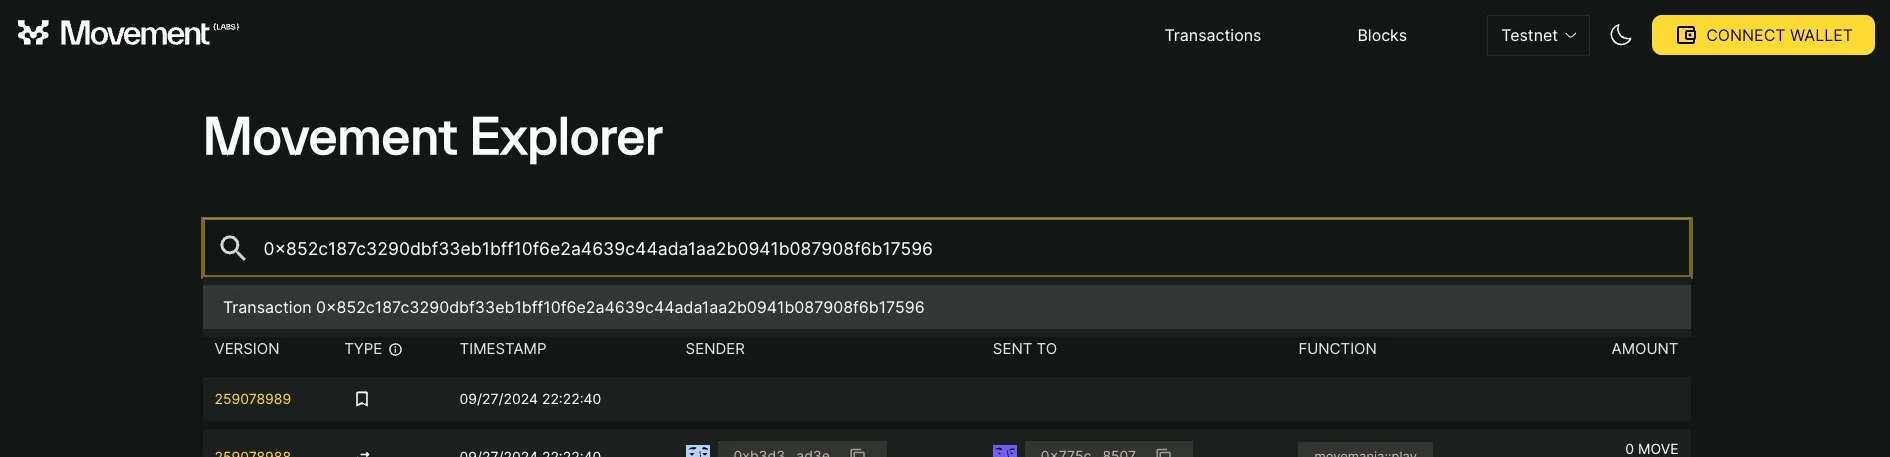 Movement (LABS)
Transactions
Blocks
Testnet
CONNECT WALLET
Movement Explorer
0x852c187c3290dbf33eb1bff10f6e2a4639c44ada1aa2b0941b087908f6b17596
Transaction 0x852c187c3290dbf33eb1bff10f6e2a4639c44ada1aa2b0941b087908f6b17596
VERSION TYPE TIMESTAMP SENDER SENT TO FUNCTION AMOUNT
259078989 09/27/2024 22:22:40
259078988 09/27/2024 22:22:40 0xb3d3...ad3e 0x775c...8507 movemania::play 0 MOVE